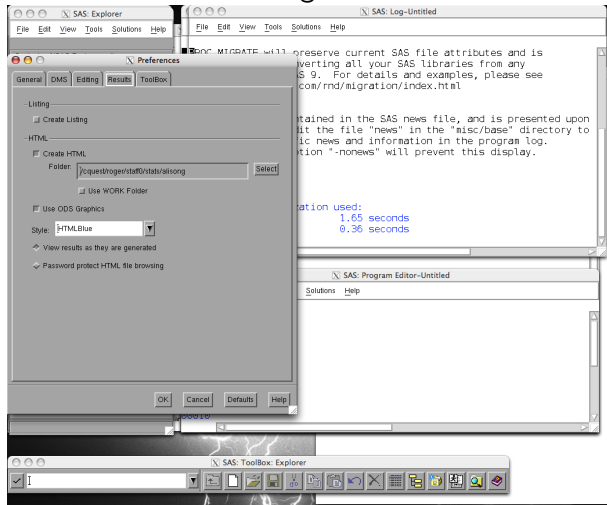 SAS: Explorer
File Edit View Tools Solutions Help
SAS: Log-Untitled
File Edit View Tools Solutions Help
PROC MIGRATE will preserve current SAS file attributes and is
verting all your SAS libraries from any
AS 9. For details and examples, please see
com/rnd/migration/index.html
tained in the SAS news file, and is presented upon
dit the file "news" in the "misc/base" directory to
ic news and information in the program log.
ption "-nonews" will prevent this display.
zation used:
1.65 seconds
0.36 seconds
Preferences
General DMS Editing Results ToolBox
Listing
Create Listing
HTML
Create HTML
Folder: /cquest/roger/staff0/stats/alisong Select
Use WORK Folder
Use ODS Graphics
Style: HTMLBlue
View results as they are generated
Password protect HTML file browsing
OK Cancel Defaults Help
SAS: Program Editor-Untitled
Solutions Help
00010
SAS: ToolBox: Explorer